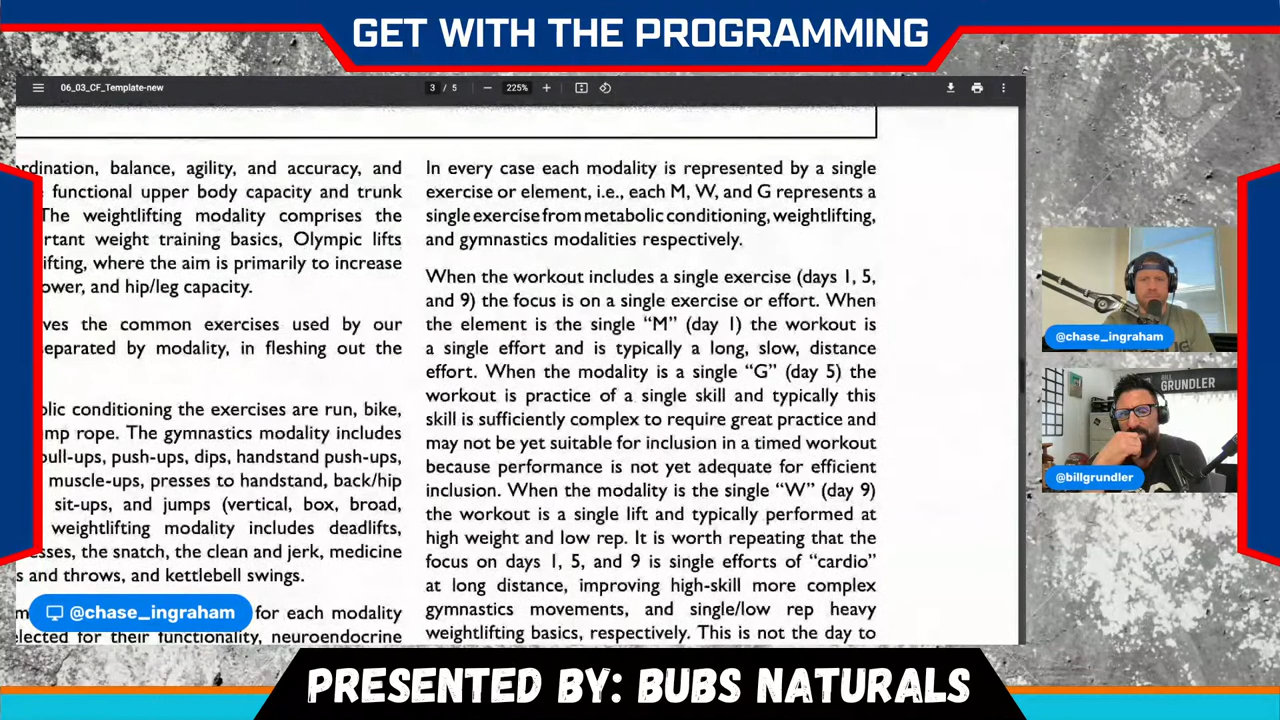 GET WITH THE PROGRAMMING
06_03_CF_Template-new
3 / 5
225%
balance, agility, and accuracy, and
functional upper body capacity and trunk
The weightlifting modality comprises the
weight training basics, Olympic lifts
where the aim is primarily to increase
and hip/leg capacity.
the common exercises used by our
by modality, in fleshing out the
conditioning the exercises are run, bike,
rope. The gymnastics modality includes
pull-ups, push-ups, dips, handstand push-ups,
muscle-ups, presses to handstand, back/hip
sit-ups, and jumps (vertical, box, broad,
weightlifting modality includes deadlifts,
the snatch, the clean and jerk, medicine
and throws, and kettlebell swings.
for each modality
for their functionality, neuroendocrine
In every case each modality is represented by a single
exercise or element, i.e., each M, W, and G represents a
single exercise from metabolic conditioning, weightlifting,
and gymnastics modalities respectively.
When the workout includes a single exercise (days 1, 5,
and 9) the focus is on a single exercise or effort. When
the element is the single “M” (day 1) the workout is
a single effort and is typically a long, slow, distance
effort. When the modality is a single “G” (day 5) the
workout is practice of a single skill and typically this
skill is sufficiently complex to require great practice and
may not be yet suitable for inclusion in a timed workout
because performance is not yet adequate for efficient
inclusion. When the modality is the single “W” (day 9)
the workout is a single lift and typically performed at
high weight and low rep. It is worth repeating that the
focus on days 1, 5, and 9 is single efforts of “cardio”
at long distance, improving high-skill more complex
gymnastics movements, and single/low rep heavy
weightlifting basics, respectively. This is not the day to
@chase_ingraham
@chase_ingraham
BILL
GRUNDLER
@billgrundler
PRESENTED BY: BUBS NATURALS